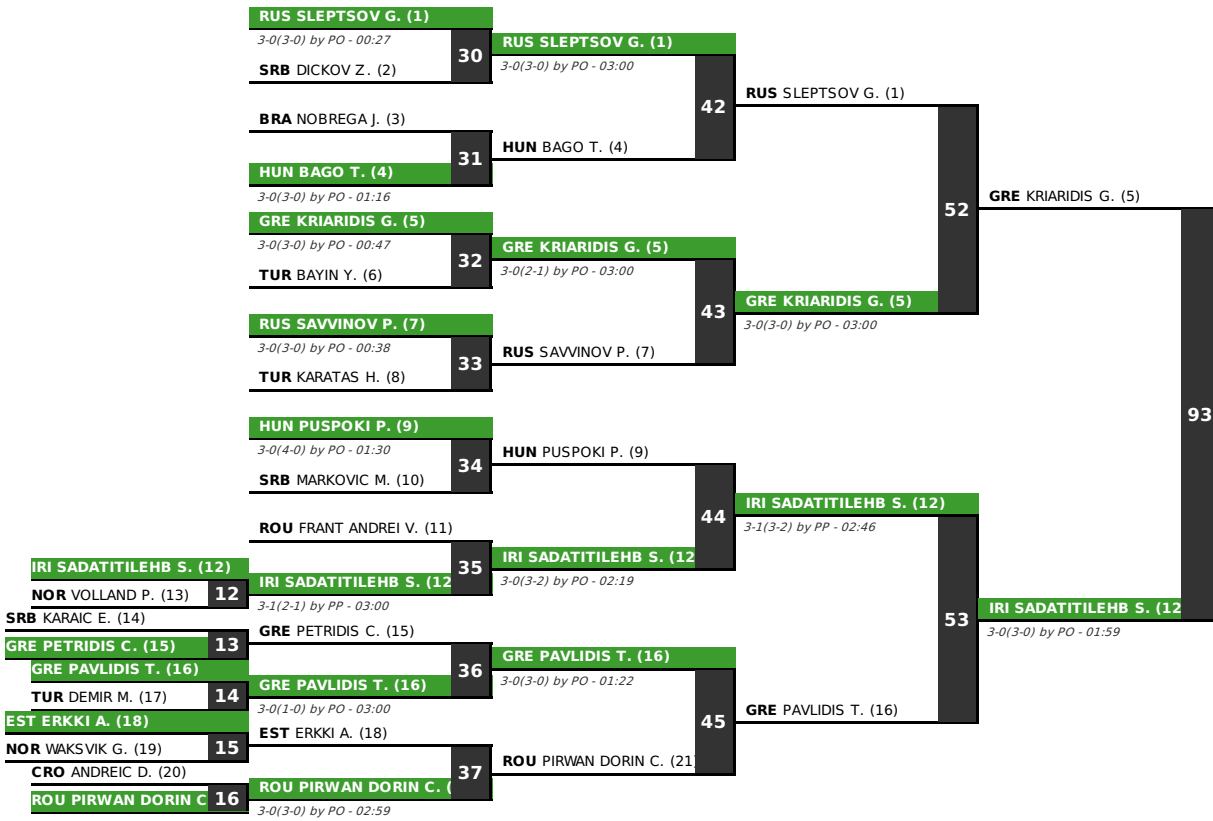 RUS SLEPTSOV G. (1)
3-0(3-0) by PO - 00:27
30
SRB DICKOV Z. (2)
BRA NOBREGA J. (3)
31
HUN BAGO T. (4)
3-0(3-0) by PO - 01:16
GRE KRIARIDIS G. (5)
3-0(3-0) by PO - 00:47
32
TUR BAYIN Y. (6)
RUS SAVVINOV P. (7)
3-0(3-0) by PO - 00:38
33
TUR KARATAS H. (8)
HUN PUSPOKI P. (9)
3-0(4-0) by PO - 01:30
34
SRB MARKOVIC M. (10)
ROU FRANT ANDREI V. (11)
35
IRI SADATITILEHB S. (12
3-1(2-1) by PP - 03:00
GRE PETRIDIS C. (15)
36
GRE PAVLIDIS T. (16)
3-0(1-0) by PO - 03:00
EST ERKKI A. (18)
37
ROU PIRWAN DORIN C. (
3-0(3-0) by PO - 02:59
IRI SADATITILEHB S. (12)
NOR VOLLAND P. (13)
12
SRB KARAIC E. (14)
13
GRE PETRIDIS C. (15)
GRE PAVLIDIS T. (16)
TUR DEMIR M. (17)
14
EST ERKKI A. (18)
NOR WAKSVIK G. (19)
15
CRO ANDREIC D. (20)
ROU PIRWAN DORIN C
16
RUS SLEPTSOV G. (1)
3-0(3-0) by PO - 03:00
42
HUN BAGO T. (4)
GRE KRIARIDIS G. (5)
3-0(2-1) by PO - 03:00
43
RUS SAVVINOV P. (7)
HUN PUSPOKI P. (9)
44
IRI SADATITILEHB S. (12
3-0(3-2) by PO - 02:19
GRE PAVLIDIS T. (16)
3-0(3-0) by PO - 01:22
45
ROU PIRWAN DORIN C. (21)
RUS SLEPTSOV G. (1)
52
GRE KRIARIDIS G. (5)
3-0(3-0) by PO - 03:00
IRI SADATITILEHB S. (12)
3-1(3-2) by PP - 02:46
53
GRE PAVLIDIS T. (16)
GRE KRIARIDIS G. (5)
93
IRI SADATITILEHB S. (12
3-0(3-0) by PO - 01:59